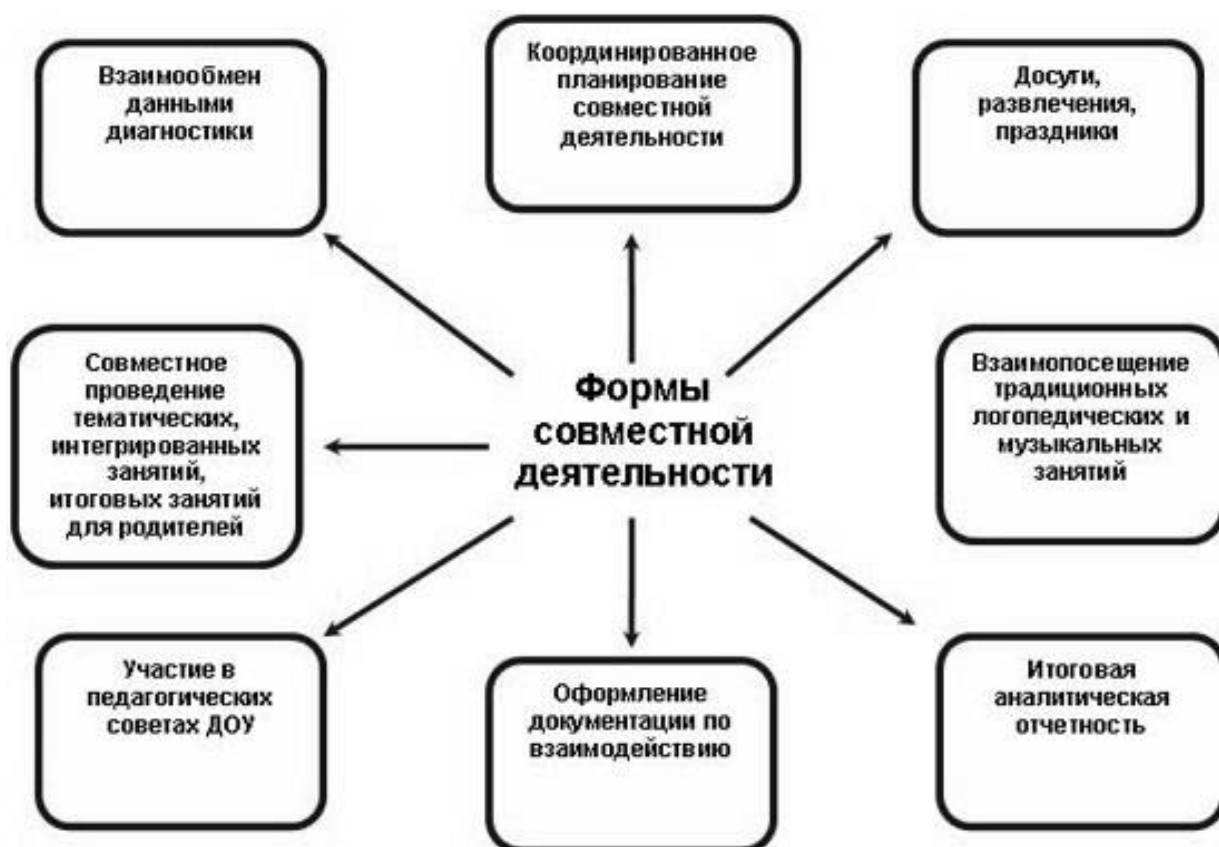 Взаимообмен
данными
диагностики
Координированное
планирование
совместной
деятельности
Досуги,
развлечения,
праздники
Совместное
проведение
тематических,
интегрированных
занятий,
итоговых занятий
для родителей
Формы
совместной
деятельности
Взаимопосещение
традиционных
логопедических и
музыкальных
занятий
Участие в
педагогических
советах ДОУ
Оформление
документации по
взаимодействию
Итоговая
аналитическая
отчетность